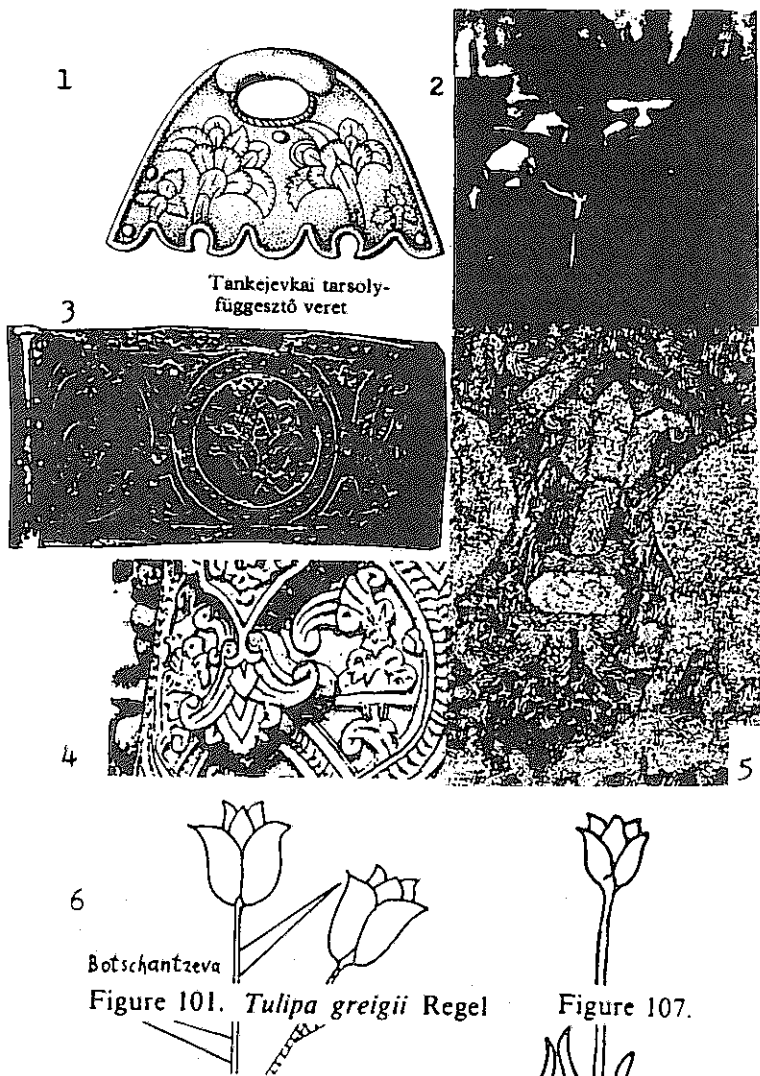 1
2
Tankejevkai tarsoly-
függesztő veret
3
4
5
6
Botschantzeva
Figure 101. Tulipa greigii Regel
Figure 107.